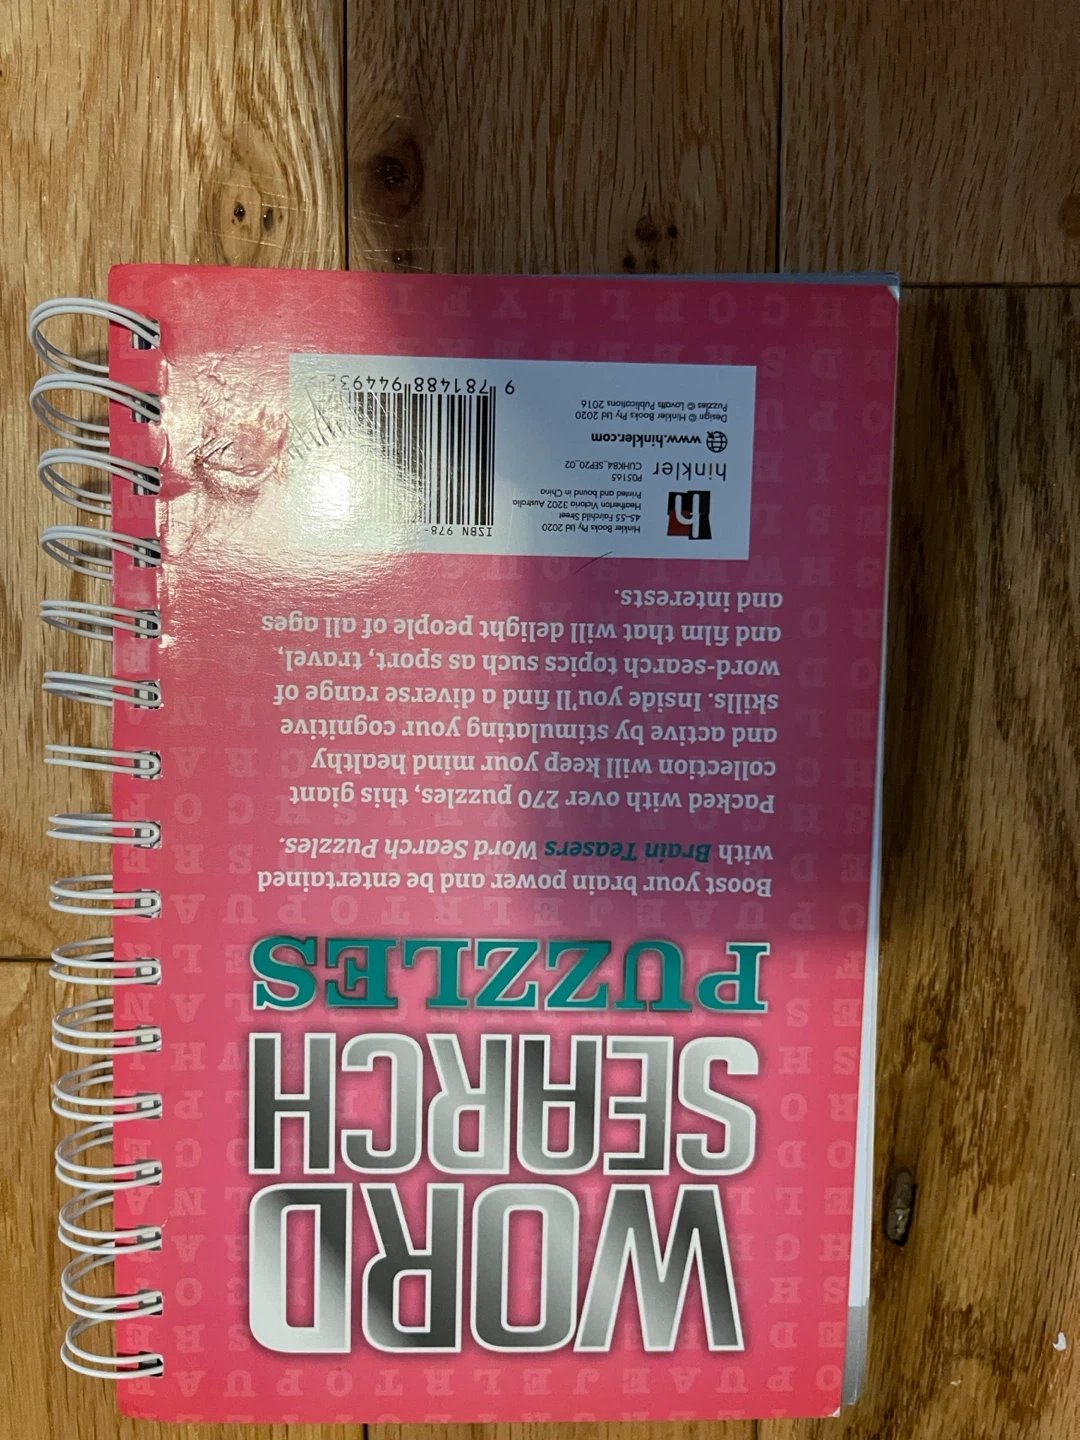 WORD
SEARCH
PUZZLES
Boost your brain power and be entertained
with Brain Teasers Word Search Puzzles.
Packed with over 270 puzzles, this giant
collection will keep your mind healthy
and active by stimulating your cognitive
skills. Inside you'll find a diverse range of
word-search topics such as sport, travel,
and film that will delight people of all ages
and interests.
Hinkler Books Pty Ltd 2020
45-55 Fairchild Street
Heatherton Victoria 3202 Australia
Printed and bound in China
P05165
CUHKB4_SEP20_02
h
hinkler
www.hinkler.com
Design © Hinkler Books Pty Ltd 2020
Puzzles © Lovatts Publications 2016
ISBN 978-
9 781488 944932